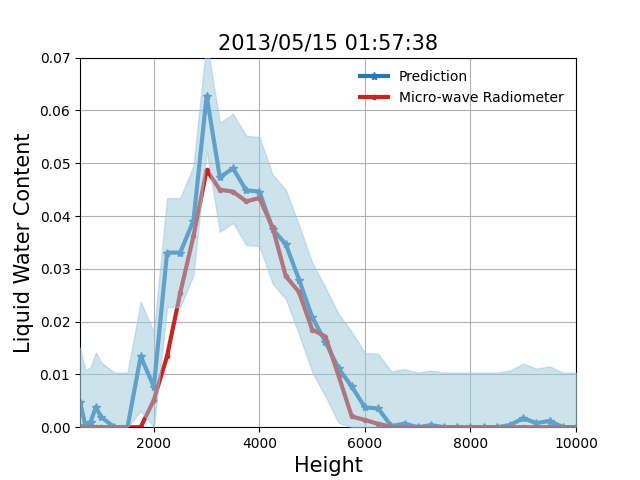 2013/05/15 01:57:38
Prediction
Micro-wave Radiometer
Liquid Water Content
0.07
0.06
0.05
0.04
0.03
0.02
0.01
0.00
2000 4000 6000 8000 10000
Height